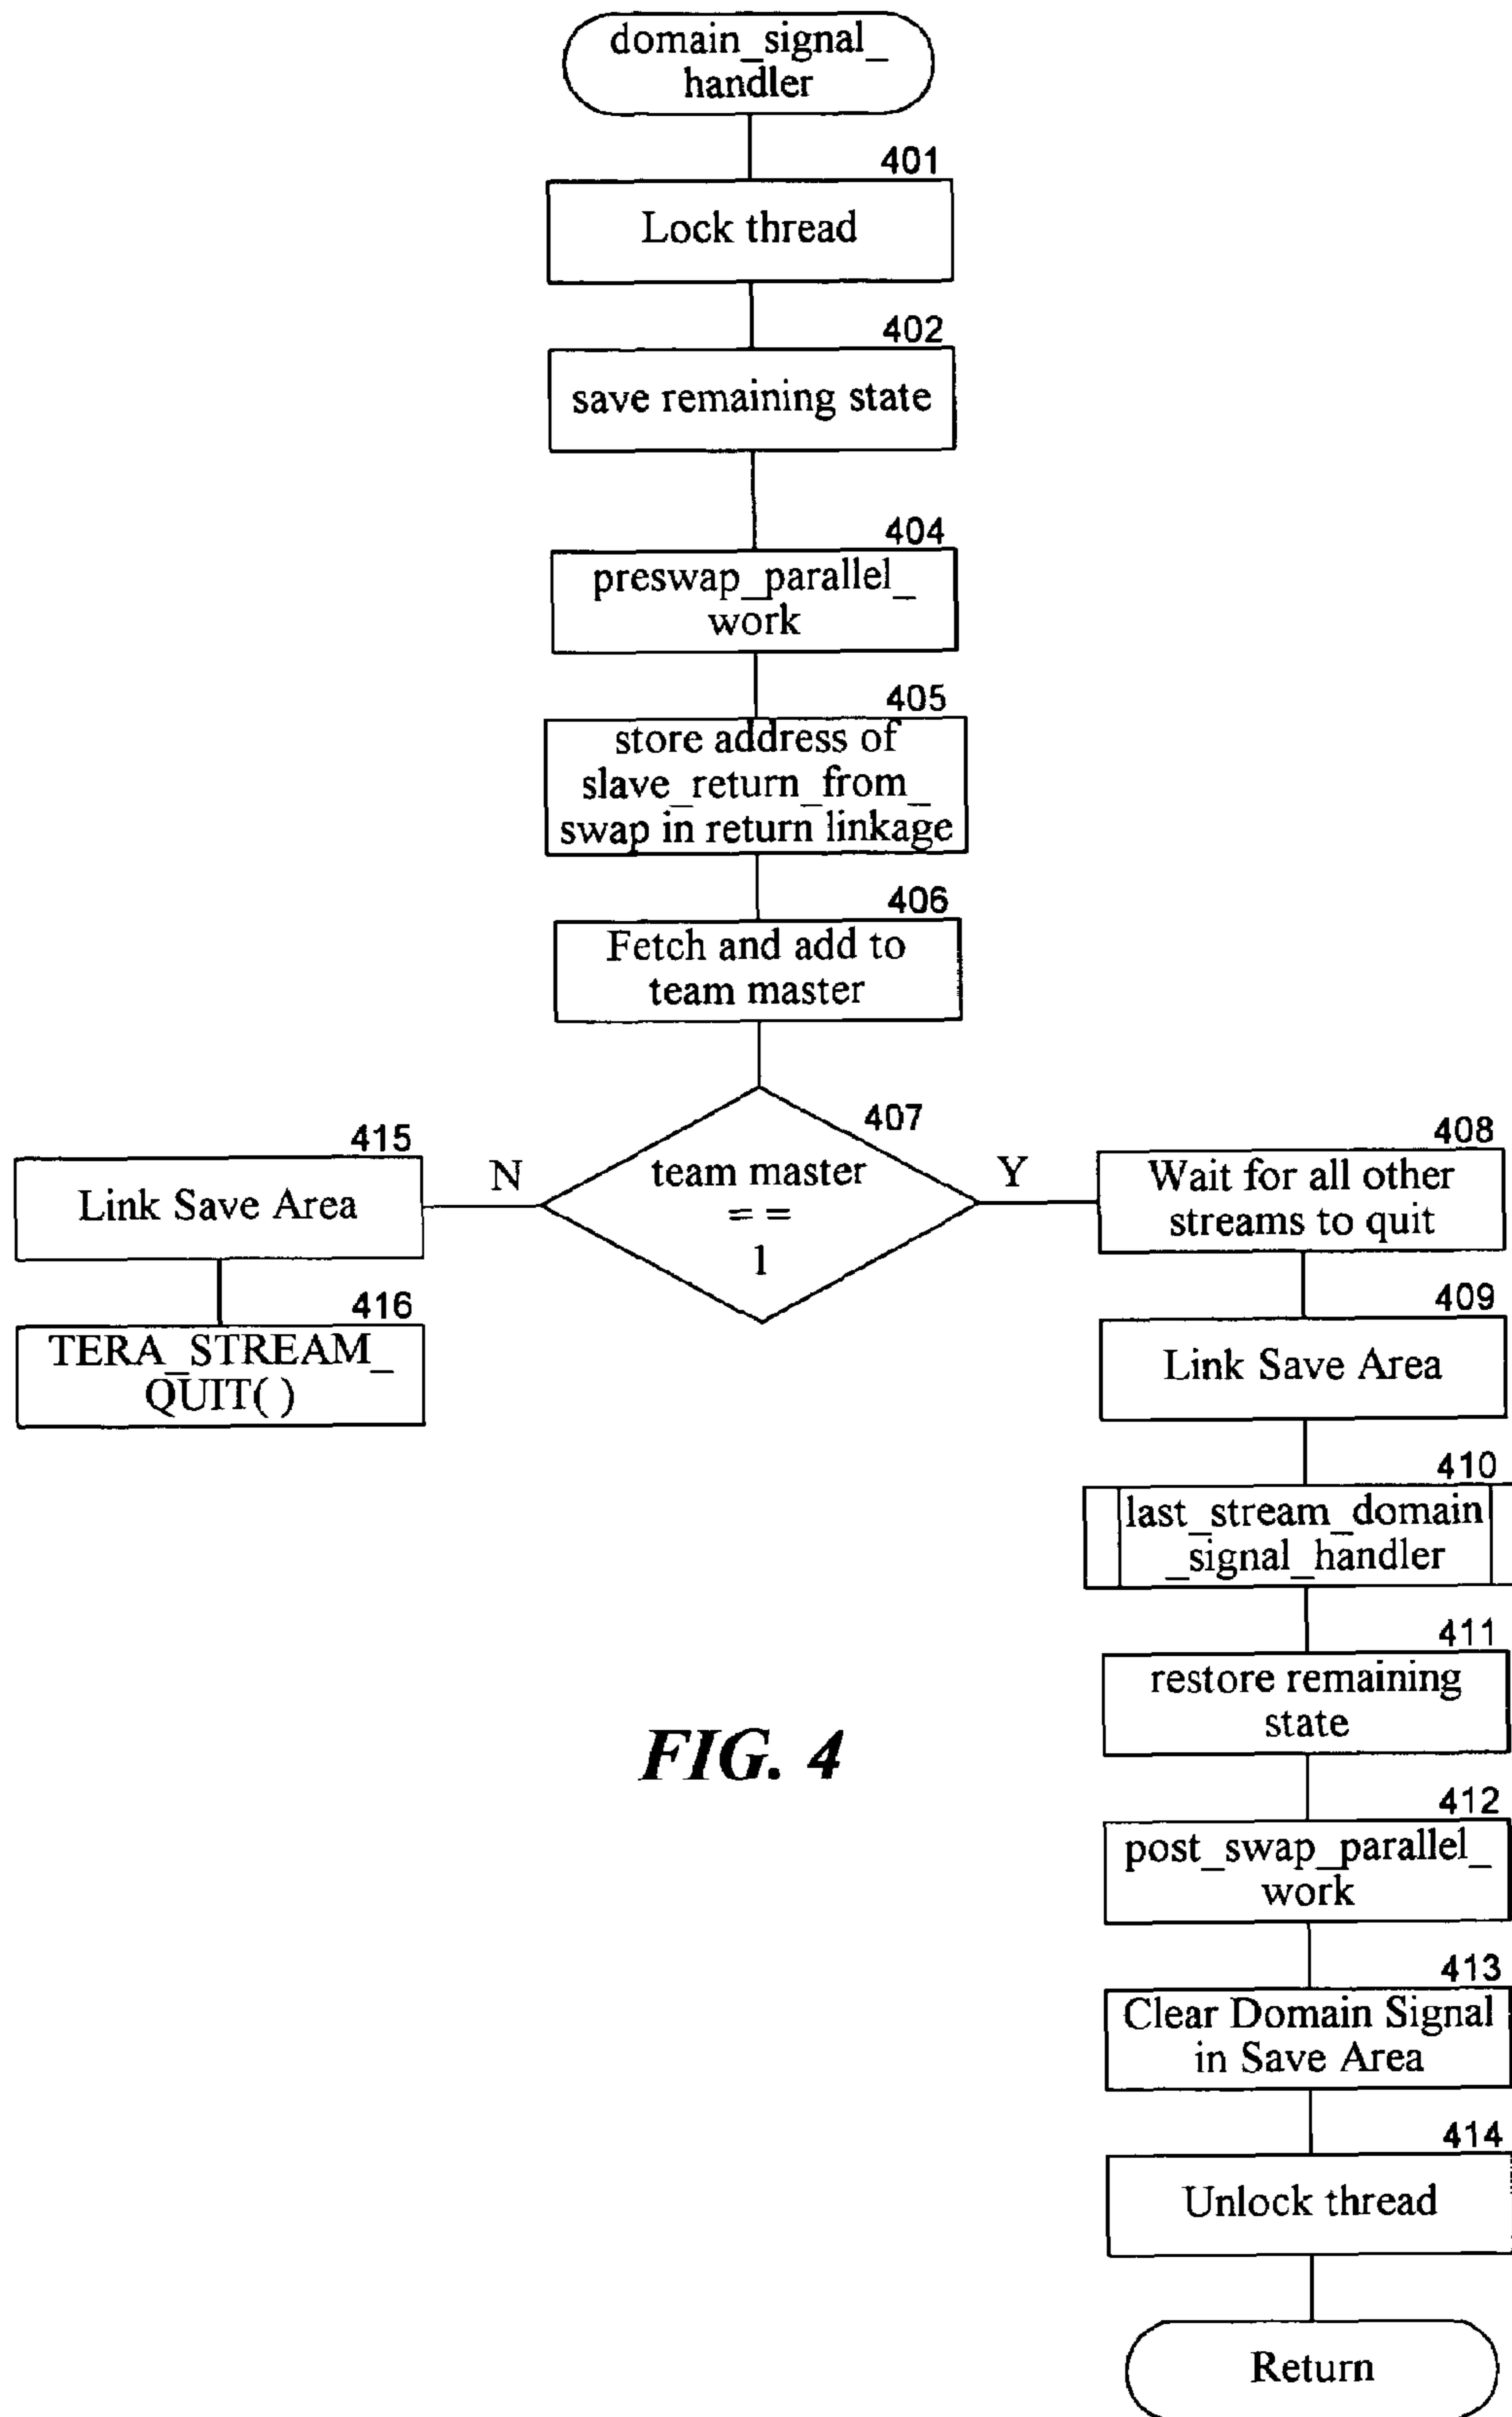 domain_signal_
handler
401
Lock thread
402
save remaining state
404
preswap_parallel_
work
405
store address of
slave_return_from_
swap in return linkage
406
Fetch and add to
team master
407
team master
= =
1
N
Y
415
Link Save Area
416
TERA_STREAM_
QUIT( )
408
Wait for all other
streams to quit
409
Link Save Area
410
last_stream_domain
_signal_handler
411
restore remaining
state
412
post_swap_parallel_
work
413
Clear Domain Signal
in Save Area
414
Unlock thread
Return
FIG. 4